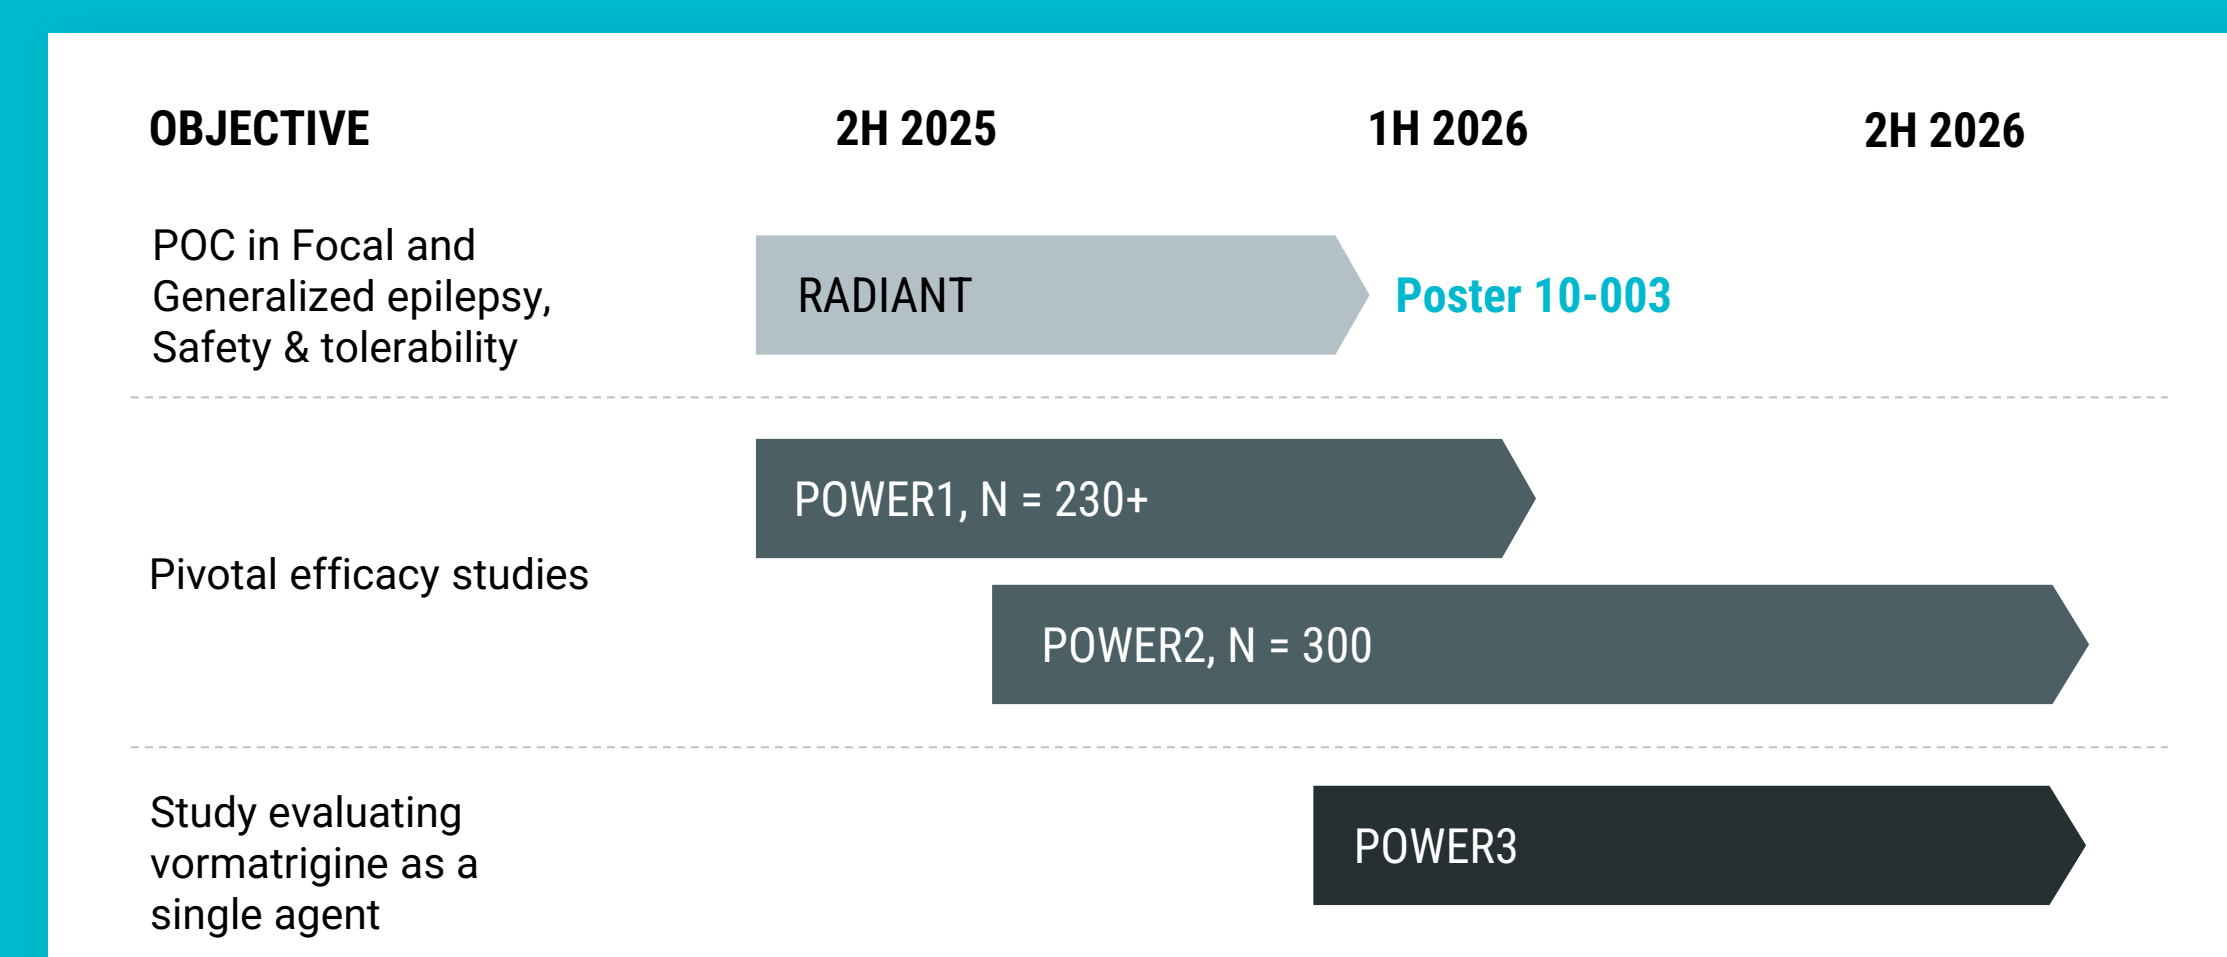 OBJECTIVE 2H 2025 1H 2026 2H 2026
POC in Focal and
Generalized epilepsy,
Safety & tolerability
RADIANT
Poster 10-003
Pivotal efficacy studies
POWER1, N = 230+
POWER2, N = 300
Study evaluating
vormatrigine as a
single agent
POWER3